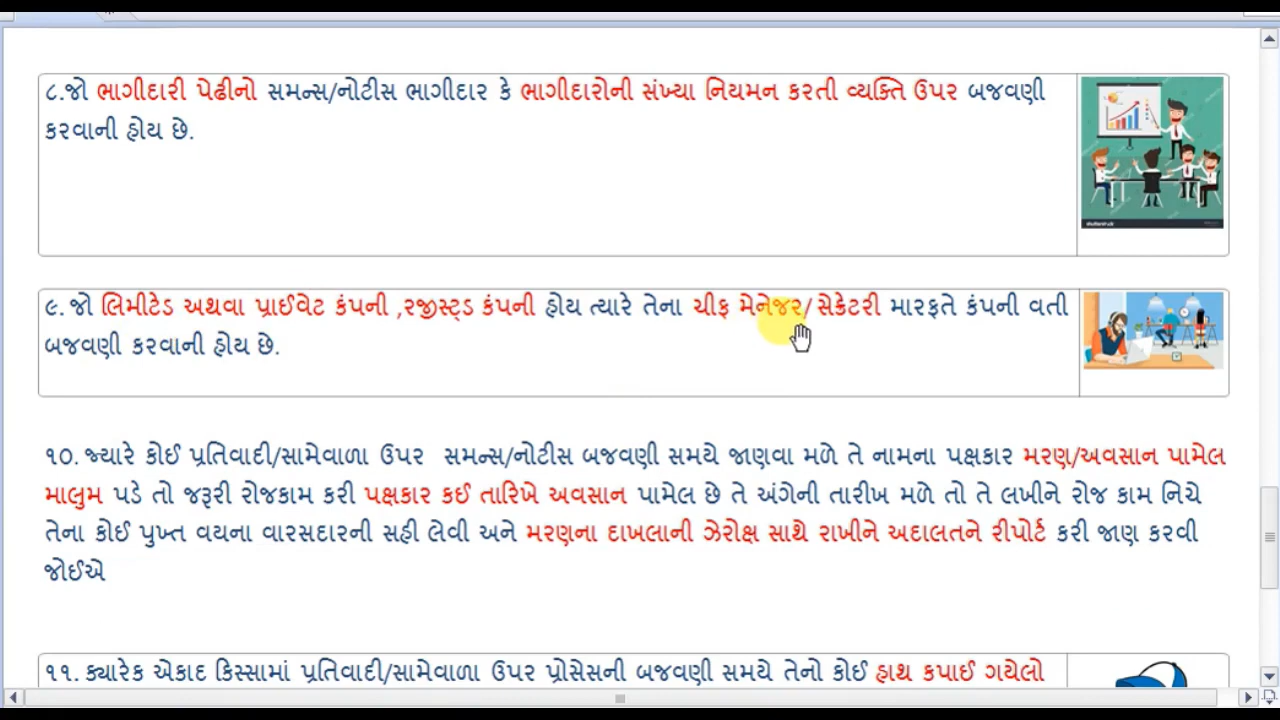 ૮.જો ભાગીદારી પેઢીનો સમન્સ/નોટીસ ભાગીદાર કે ભાગીદારોની સંખ્યા નિયમન કરતી વ્યક્તિ ઉપર બજવણી
કરવાની હોય છે.
૯.જો લિમીટેડ અથવા પ્રાઈવેટ કંપની ,રજીસ્ટ્ડ કંપની હોય ત્યારે તેના ચીફ મેનેજર/ સેક્રેટરી મારફતે કંપની વતી
બજવણી કરવાની હોય છે.
૧૦. જ્યારે કોઈ પ્રતિવાદી/સામેવાળા ઉપર સમન્સ/નોટીસ બજવણી સમયે જાણવા મળે તે નામના પક્ષકાર મરણ/અવસાન પામેલ
માલુમ પડે તો જરૂરી રોજકામ કરી પક્ષકાર કઈ તારિખે અવસાન પામેલ છે તે અંગેની તારીખ મળે તો તે લખીને રોજ કામ નિચે
તેના કોઈ પુખ્ત વયના વારસદારની સહી લેવી અને મરણના દાખલાની ઝેરોક્ષ સાથે રાખીને અદાલતને રીપોર્ટ કરી જાણ કરવી
જોઈએ
૧૧. ક્યારેક એકાદ કિસ્સામાં પ્રતિવાદી/સામેવાળા ઉપર પ્રોસેસની બજવણી સમયે તેનો કોઈ હાથ કપાઈ ગયેલો